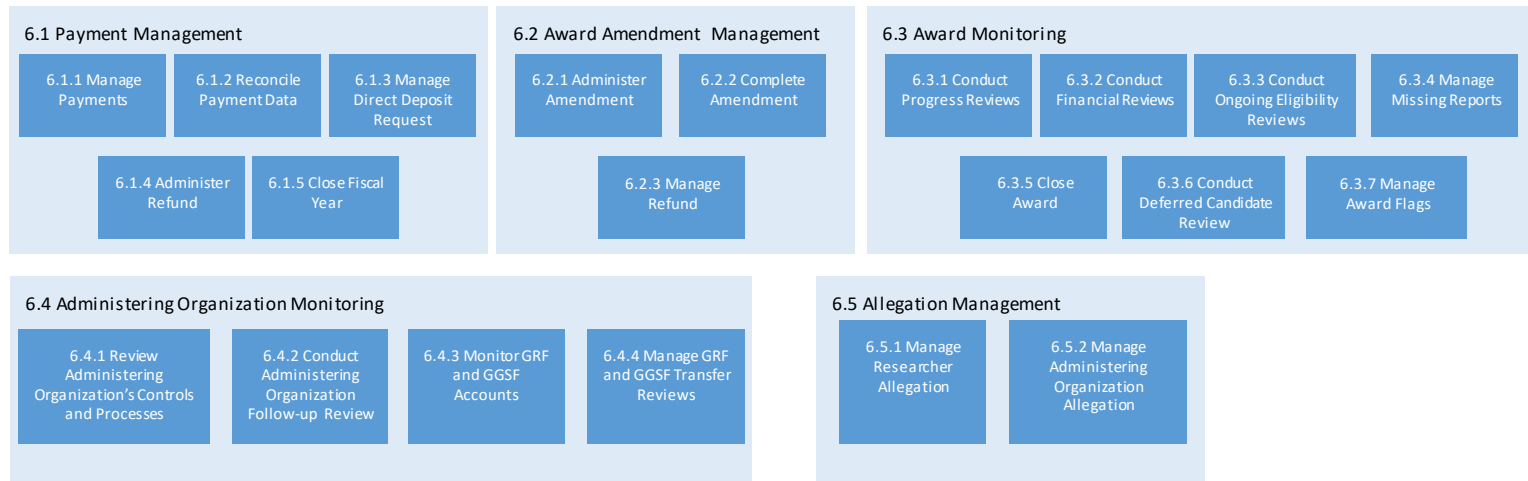 6.1 Payment Management
6.1.1 Manage
Payments
6.1.2 Reconcile
Payment Data
6.1.3 Manage
Direct Deposit
Request
6.1.4 Administer
Refund
6.1.5 Close Fiscal
Year
6.2 Award Amendment Management
6.2.1 Administer
Amendment
6.2.2 Complete
Amendment
6.2.3 Manage
Refund
6.3 Award Monitoring
6.3.1 Conduct
Progress Reviews
6.3.2 Conduct
Financial Reviews
6.3.3 Conduct
Ongoing Eligibility
Reviews
6.3.4 Manage
Missing Reports
6.3.5 Close
Award
6.3.6 Conduct
Deferred Candidate
Review
6.3.7 Manage
Award Flags
6.4 Administering Organization Monitoring
6.4.1 Review
Administering
Organization’s Controls
and Processes
6.4.2 Conduct
Administering
Organization
Follow-up Review
6.4.3 Monitor GRF
and GGSF
Accounts
6.4.4 Manage GRF
and GGSF Transfer
Reviews
6.5 Allegation Management
6.5.1 Manage
Researcher
Allegation
6.5.2 Manage
Administering
Organization
Allegation